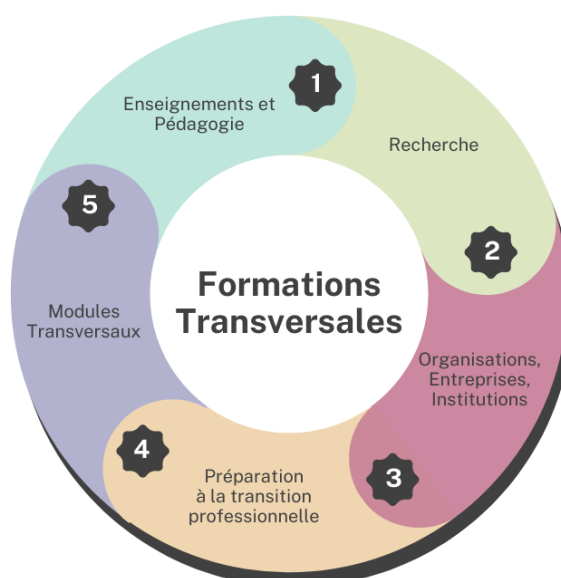 Formations
Transversales
1
Enseignements et
Pédagogie
2
Recherche
3
Organisations,
Entreprises,
Institutions
4
Préparation
à la transition
professionnelle
5
Modules
Transversaux